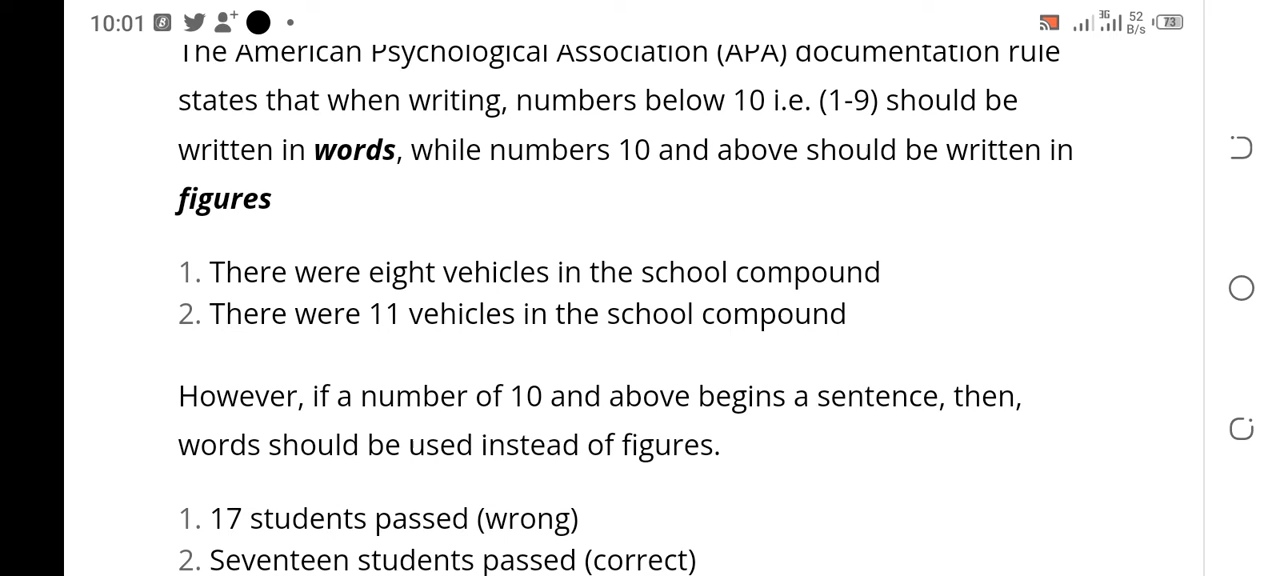 10:01
3G 52 B/s 73
The American Psychological Association (APA) documentation rule
states that when writing, numbers below 10 i.e. (1-9) should be
written in words, while numbers 10 and above should be written in
figures
1. There were eight vehicles in the school compound
2. There were 11 vehicles in the school compound
However, if a number of 10 and above begins a sentence, then,
words should be used instead of figures.
1. 17 students passed (wrong)
2. Seventeen students passed (correct)